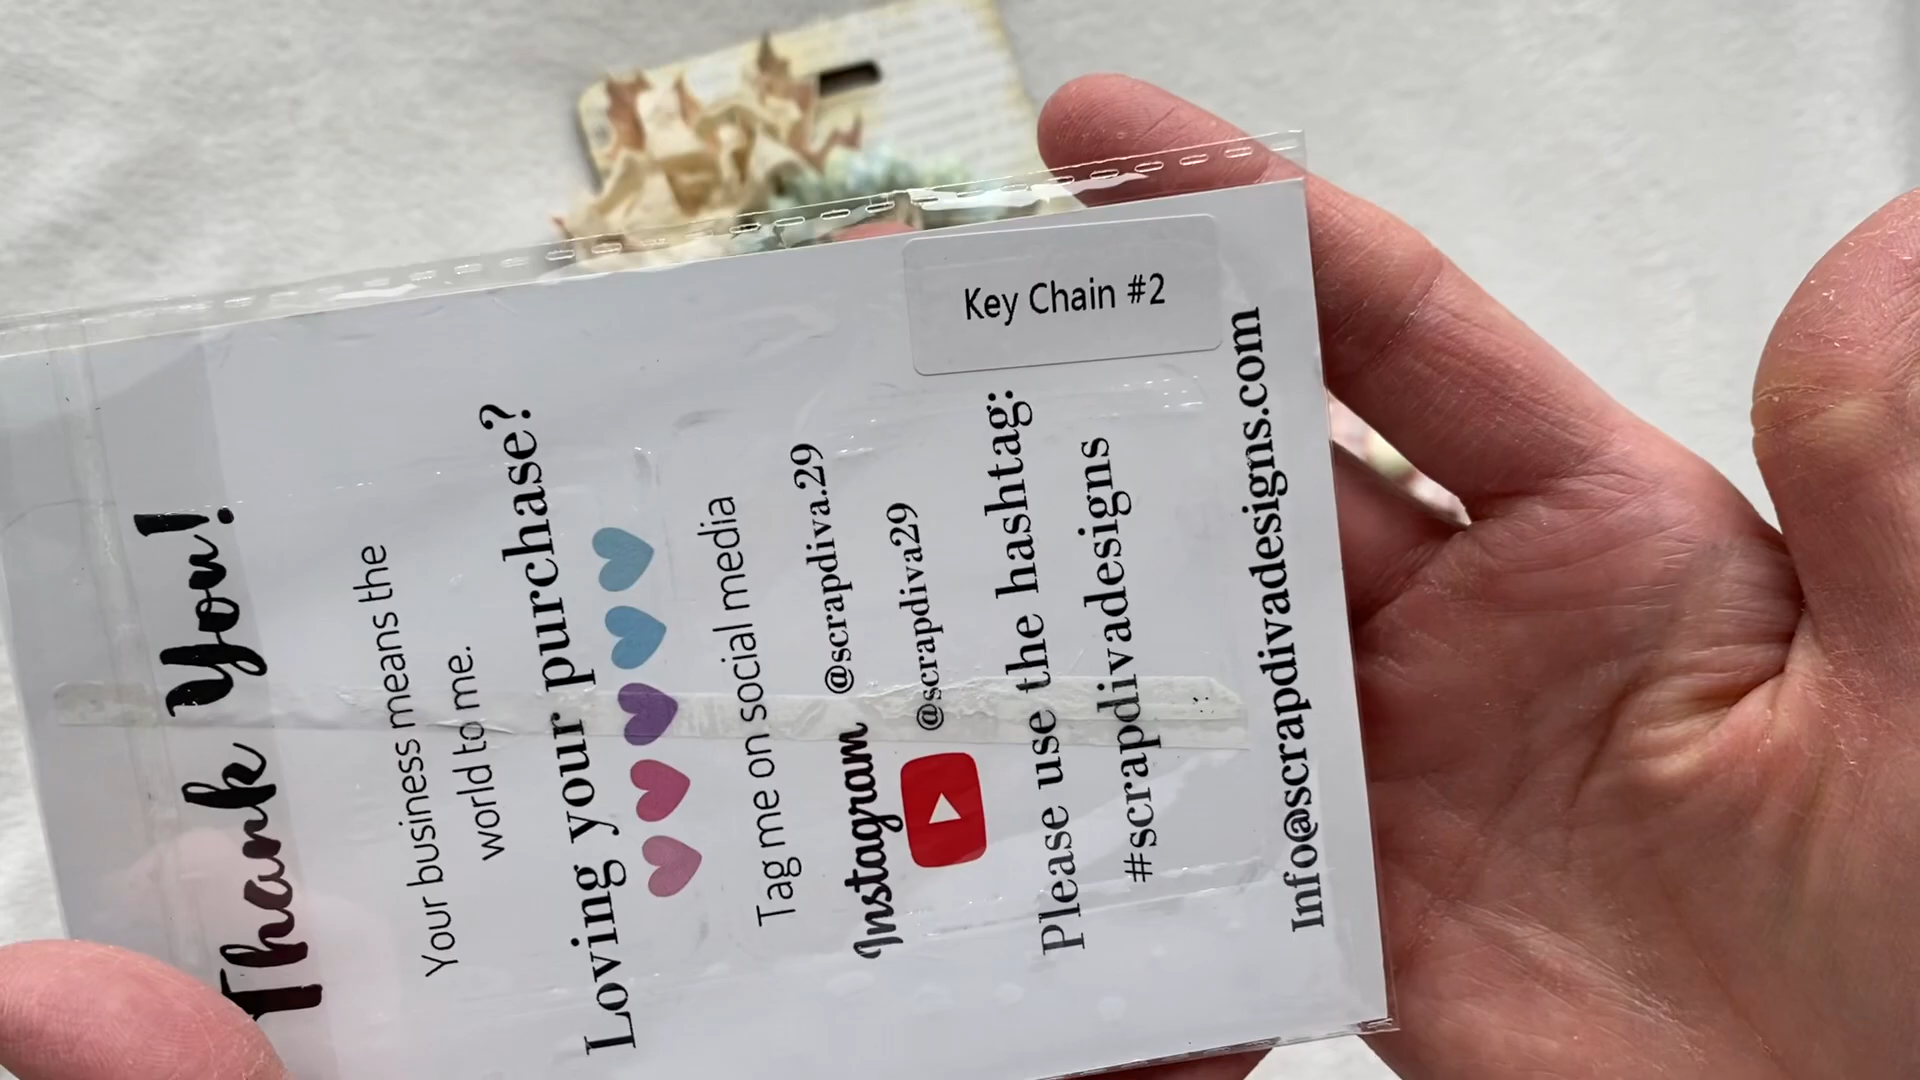 Thank You!
Your business means the
world to me.
Loving your purchase?
Tag me on social media
Instagram @scrapdiva.29
@scrapdiva29
Please use the hashtag:
#scrapdivadesigns
Info@scrapdivadesigns.com
Key Chain #2